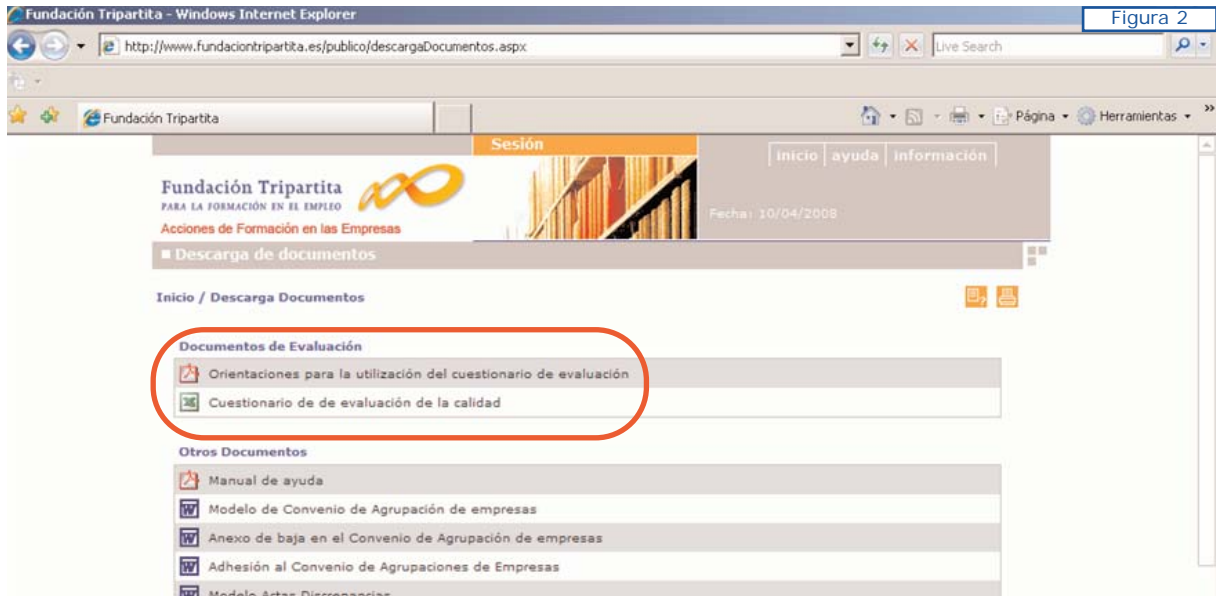 Fundación Tripartita - Windows Internet Explorer
Figura 2
http://www.fundaciontripartita.es/publico/descargaDocumentos.aspx
Live Search
Fundación Tripartita
Página
Herramientas
Sesión
inicio | ayuda | información
Fundación Tripartita
PARA LA FORMACIÓN EN EL EMPLEO
Acciones de Formación en las Empresas
Fecha: 10/04/2008
Descarga de documentos
Inicio / Descarga Documentos
Documentos de Evaluación
Orientaciones para la utilización del cuestionario de evaluación
Cuestionario de de evaluación de la calidad
Otros Documentos
Manual de ayuda
Modelo de Convenio de Agrupación de empresas
Anexo de baja en el Convenio de Agrupación de empresas
Adhesión al Convenio de Agrupaciones de Empresas
Modelo Actas Discrepancias